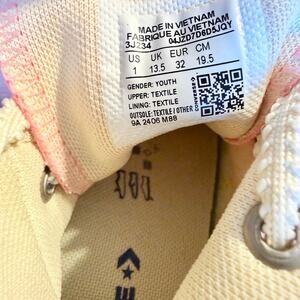 MADE IN VIETNAM
FABRIQUE AU VIETNAM
3J234 04JZD7D6D5JQY
US UK EUR CM
1 13.5 32 19.5
CONVERSE
GENDER: YOUTH
UPPER: TEXTILE
LINING: TEXTILE
OUTSOLE: TEXTILE / OTHER
9A 2406 M88